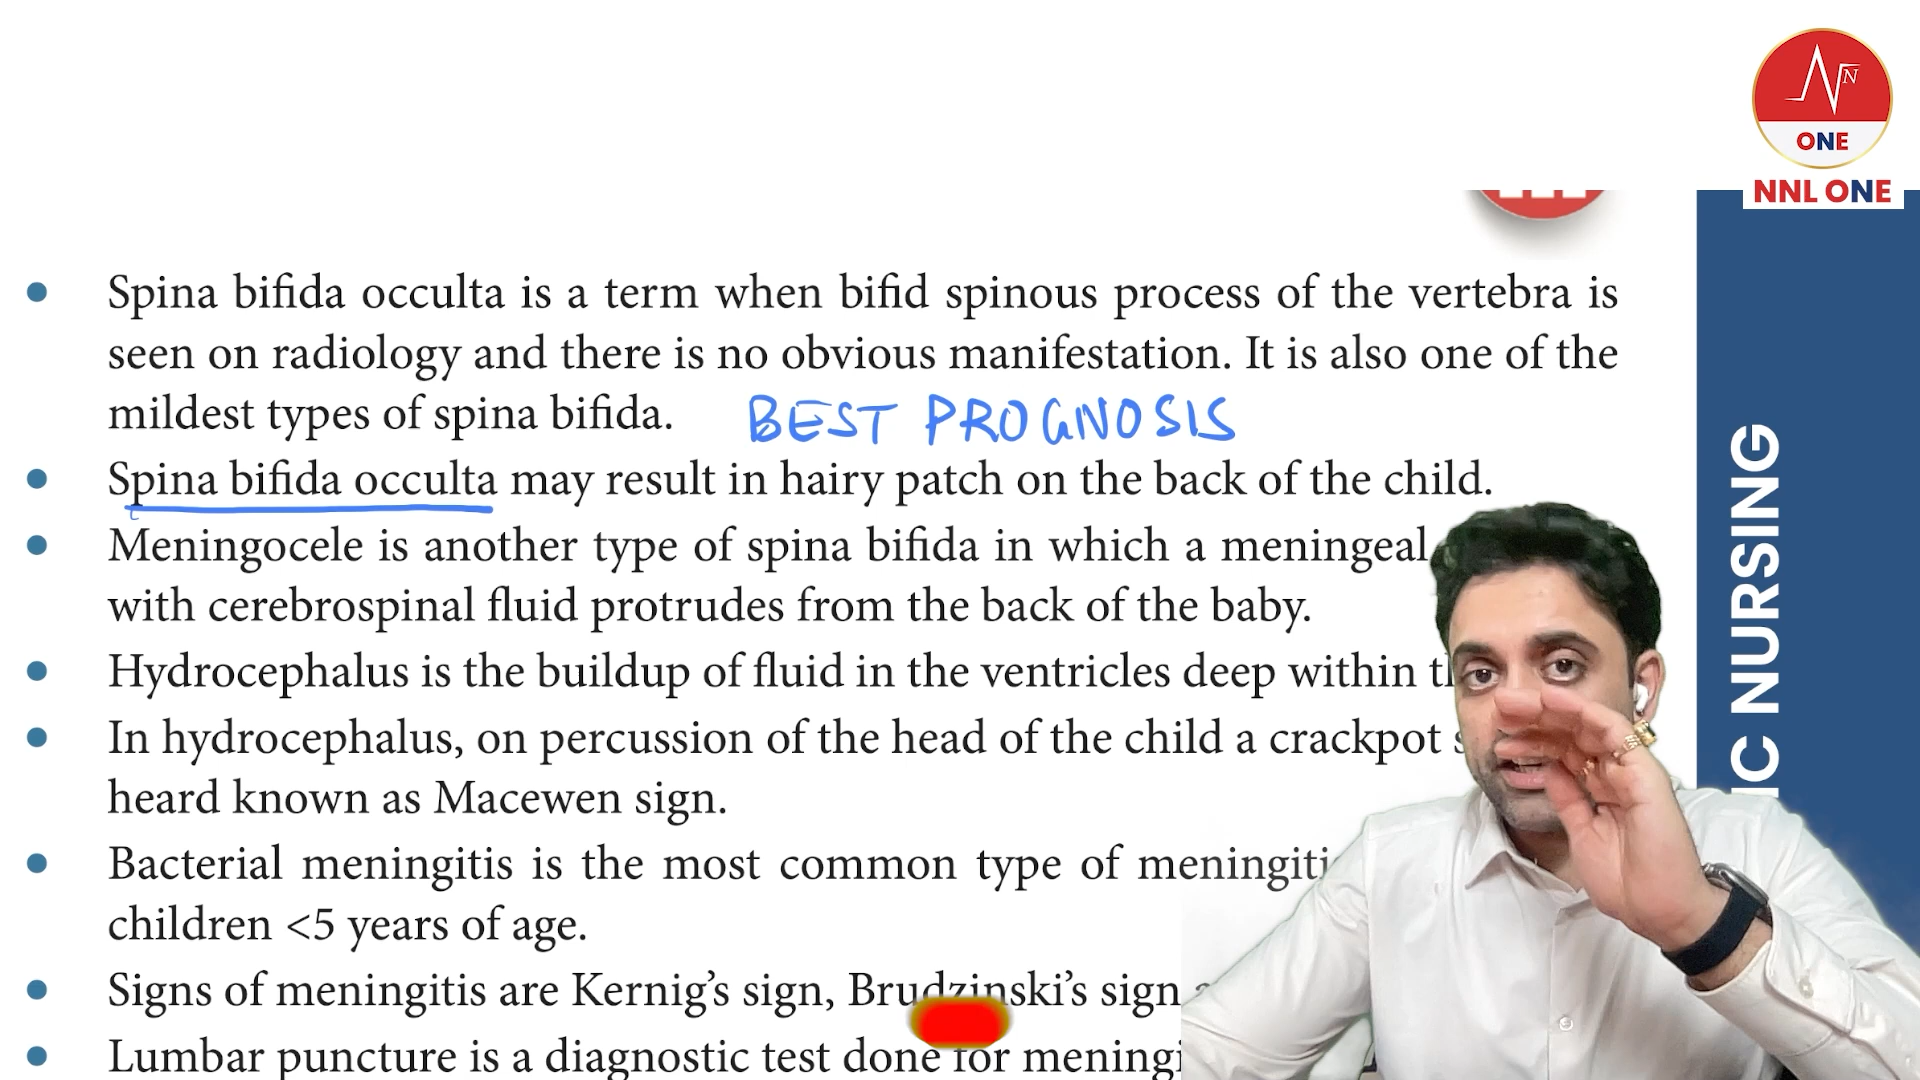 N
ONE
NNL ONE
Spina bifida occulta is a term when bifid spinous process of the vertebra is
seen on radiology and there is no obvious manifestation. It is also one of the
mildest types of spina bifida. BEST PROGNOSIS
Spina bifida occulta may result in hairy patch on the back of the child.
Meningocele is another type of spina bifida in which a meningeal
with cerebrospinal fluid protrudes from the back of the baby.
Hydrocephalus is the buildup of fluid in the ventricles deep within
In hydrocephalus, on percussion of the head of the child a crackpot
heard known as Macewen sign.
Bacterial meningitis is the most common type of
children <5 years of age.
Signs of meningitis are Kernig’s sign, Brudzinski’s sign
Lumbar puncture is a diagnostic test done for
IC NURSING